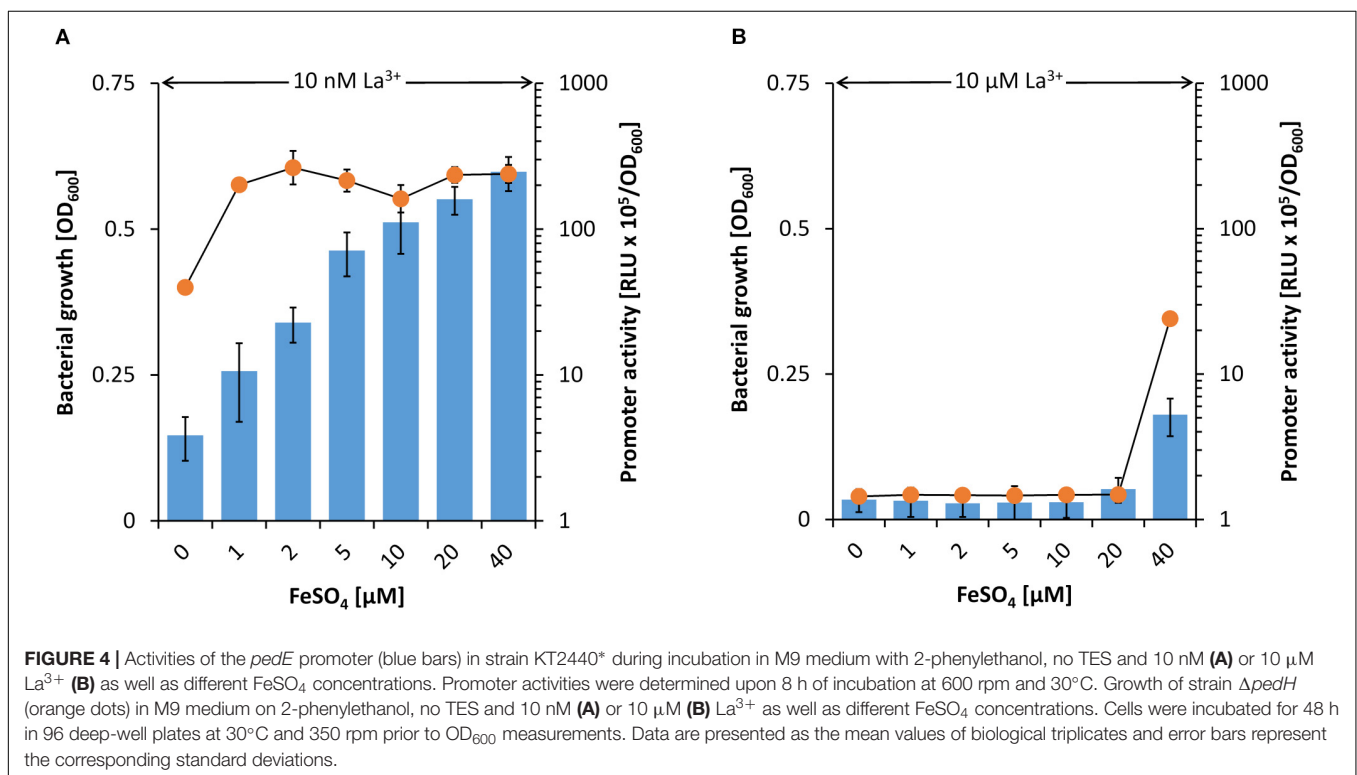 A
10 nM La³⁺
0.75
0.5
0.25
0
Bacterial growth [OD₆₀₀]
1000
100
10
1
Promoter activity [RLU x 10⁵/OD₆₀₀]
0 1 2 5 10 20 40
FeSO₄ [µM]
B
10 µM La³⁺
0.75
0.5
0.25
0
Bacterial growth [OD₆₀₀]
1000
100
10
1
Promoter activity [RLU x 10⁵/OD₆₀₀]
0 1 2 5 10 20 40
FeSO₄ [µM]
FIGURE 4 | Activities of the pedE promoter (blue bars) in strain KT2440* during incubation in M9 medium with 2-phenylethanol, no TES and 10 nM (A) or 10 µM
La³⁺ (B) as well as different FeSO₄ concentrations. Promoter activities were determined upon 8 h of incubation at 600 rpm and 30°C. Growth of strain ΔpedH
(orange dots) in M9 medium on 2-phenylethanol, no TES and 10 nM (A) or 10 µM (B) La³⁺ as well as different FeSO₄ concentrations. Cells were incubated for 48 h
in 96 deep-well plates at 30°C and 350 rpm prior to OD₆₀₀ measurements. Data are presented as the mean values of biological triplicates and error bars represent
the corresponding standard deviations.